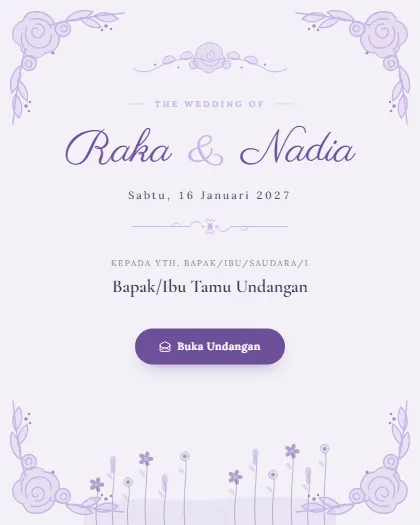 THE WEDDING OF
Raka & Nadia
Sabtu, 16 Januari 2027
KEPADA YTH. BAPAK/IBU/SAUDARA/I
Bapak/Ibu Tamu Undangan
Buka Undangan